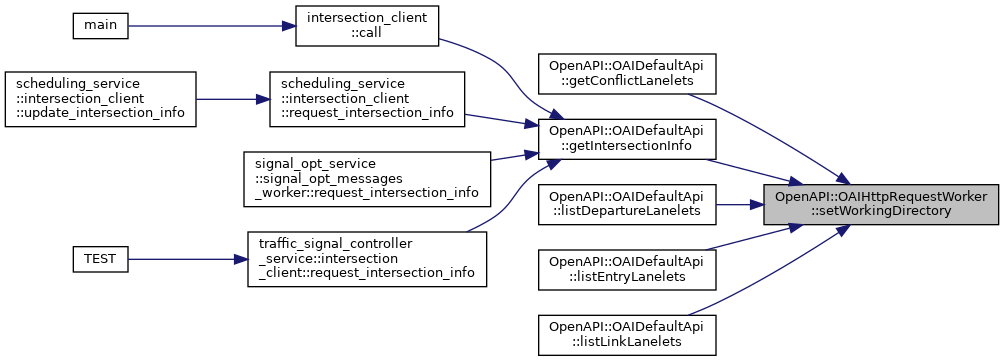 main
intersection_client
::call
scheduling_service
::intersection_client
::update_intersection_info
scheduling_service
::intersection_client
::request_intersection_info
signal_opt_service
::signal_opt_messages
_worker::request_intersection_info
TEST
traffic_signal_controller
_service::intersection
_client::request_intersection_info
OpenAPI::OAIDefaultApi
::getConflictLanelets
OpenAPI::OAIDefaultApi
::getIntersectionInfo
OpenAPI::OAIDefaultApi
::listDepartureLanelets
OpenAPI::OAIDefaultApi
::listEntryLanelets
OpenAPI::OAIDefaultApi
::listLinkLanelets
OpenAPI::OAIHttpRequestWorker
::setWorkingDirectory